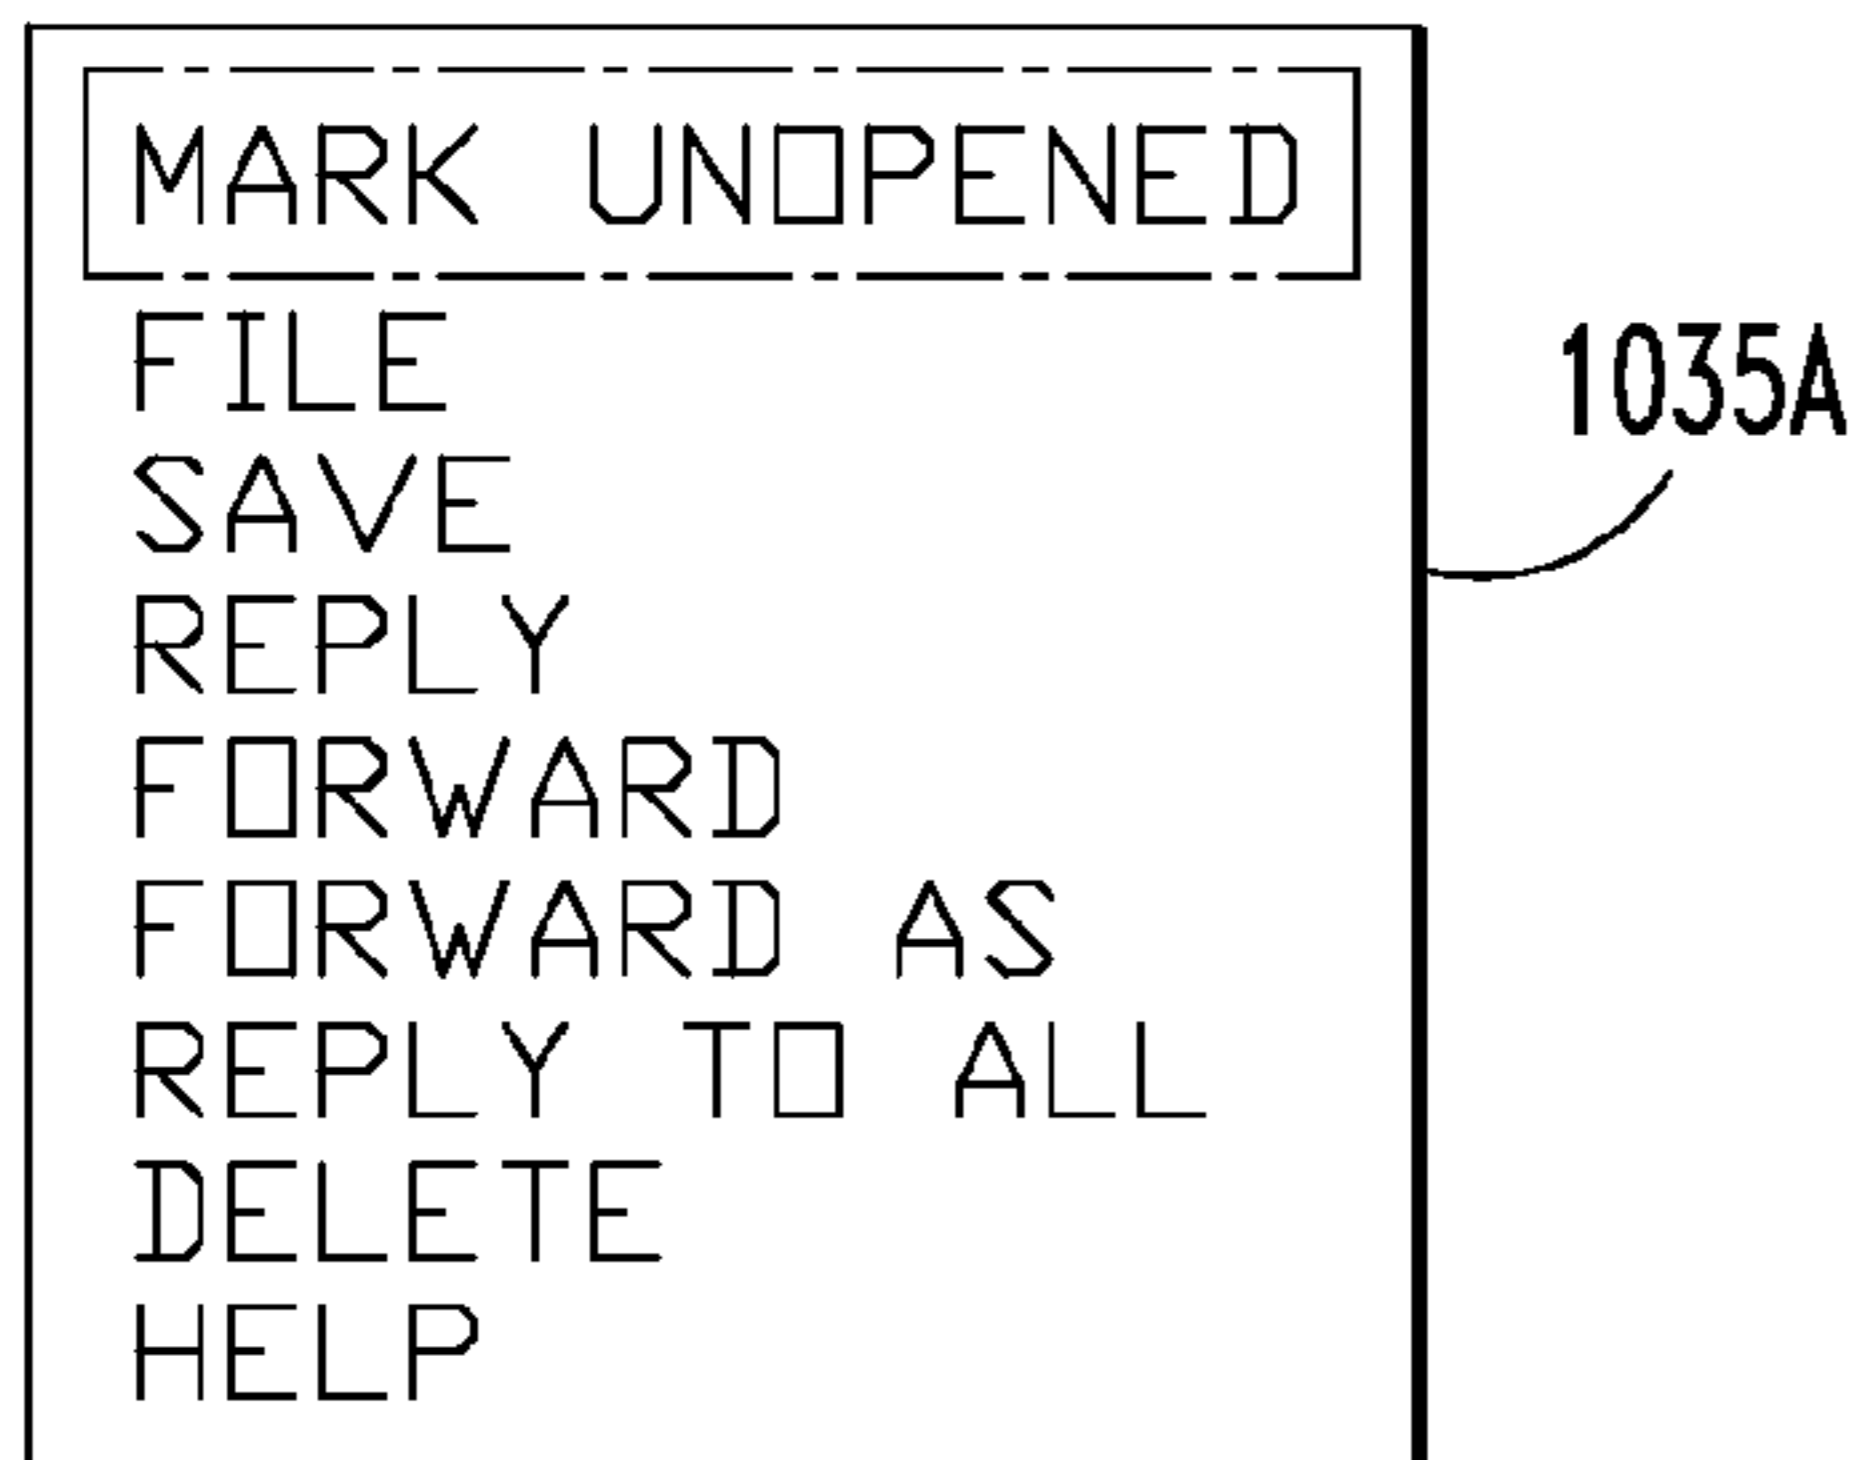 MARK UNOPENED
FILE
SAVE
REPLY
FORWARD
FORWARD AS
REPLY TO ALL
DELETE
HELP
1035A